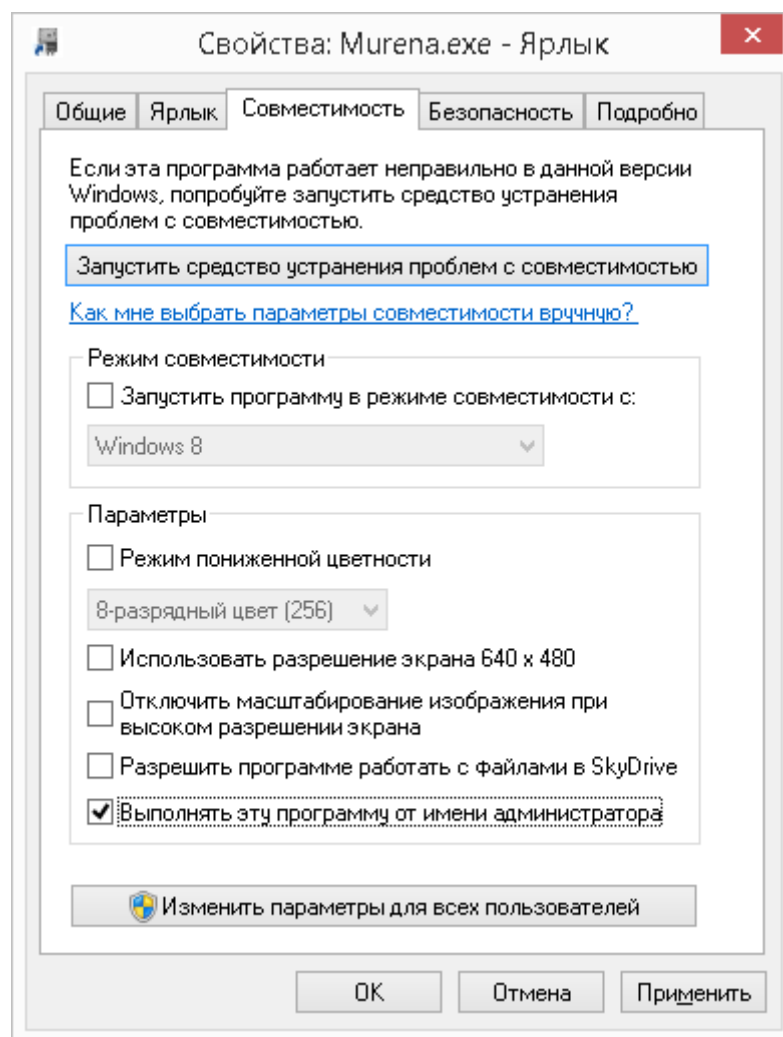 Свойства: Murena.exe - Ярлык
Общие Ярлык Совместимость Безопасность Подробно
Если эта программа работает неправильно в данной версии
Windows, попробуйте запустить средство устранения
проблем с совместимостью.
Запустить средство устранения проблем с совместимостью
Как мне выбрать параметры совместимости вручную?
Режим совместимости
Запустить программу в режиме совместимости с:
Windows 8
Параметры
Режим пониженной цветности
8-разрядный цвет (256)
Использовать разрешение экрана 640 x 480
Отключить масштабирование изображения при
высоком разрешении экрана
Разрешить программе работать с файлами в SkyDrive
Выполнять эту программу от имени администратора
Изменить параметры для всех пользователей
OK Отмена Применить